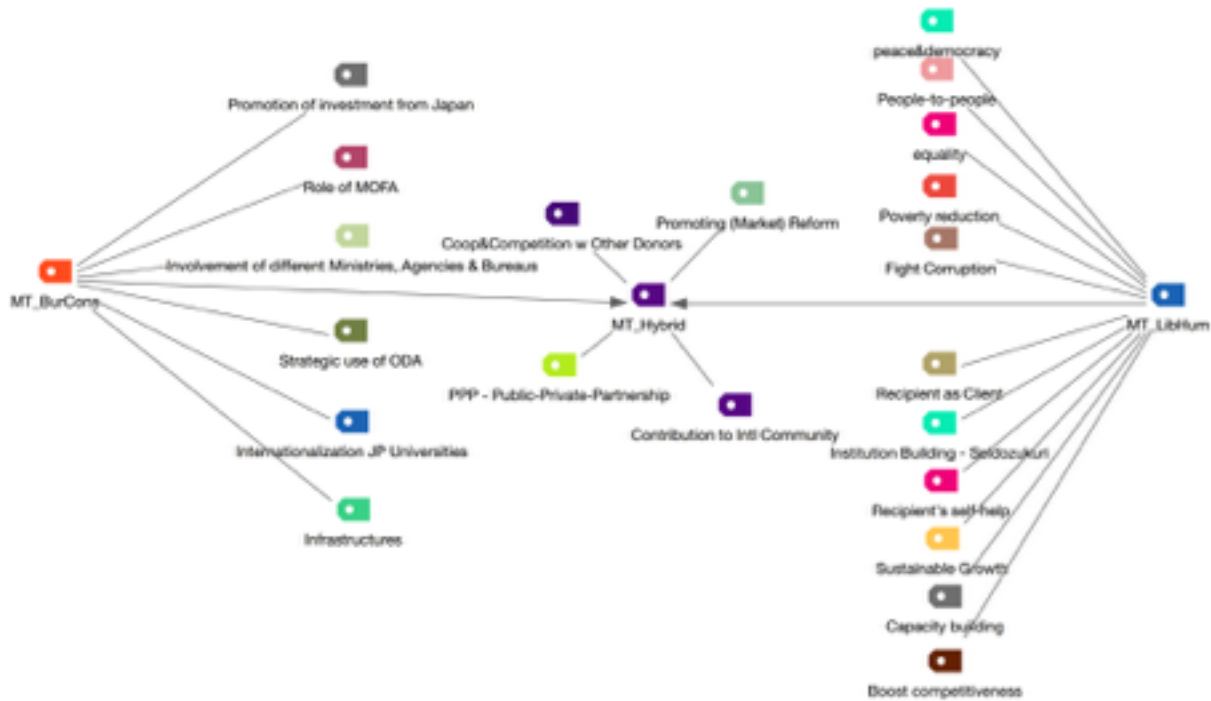 Promotion of investment from Japan
Role of MOFA
Involvement of different Ministries, Agencies & Bureaus
MT_BurCons
Strategic use of ODA
Internationalization JP Universities
Infrastructures
Coop&Competition w Other Donors
Promoting (Market) Reform
MT_Hybrid
PPP - Public-Private-Partnership
Contribution to Intl Community
peace&democracy
People-to-people
equality
Poverty reduction
Fight Corruption
MT_LibHum
Recipient as Client
Institution Building - Seidozukuri
Recipient's self-help
Sustainable Growth
Capacity building
Boost competitiveness